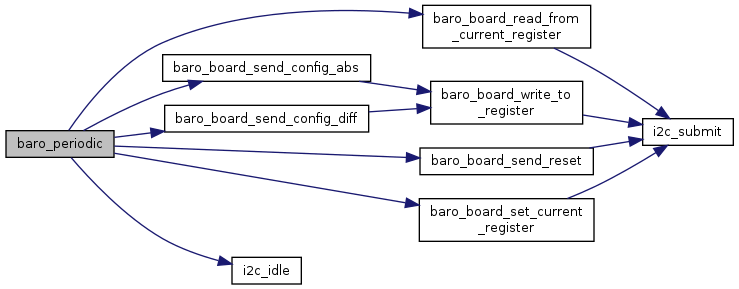 baro_board_read_from
_current_register
baro_board_send_config_abs
baro_board_write_to
_register
baro_board_send_config_diff
i2c_submit
baro_periodic
baro_board_send_reset
baro_board_set_current
_register
i2c_idle